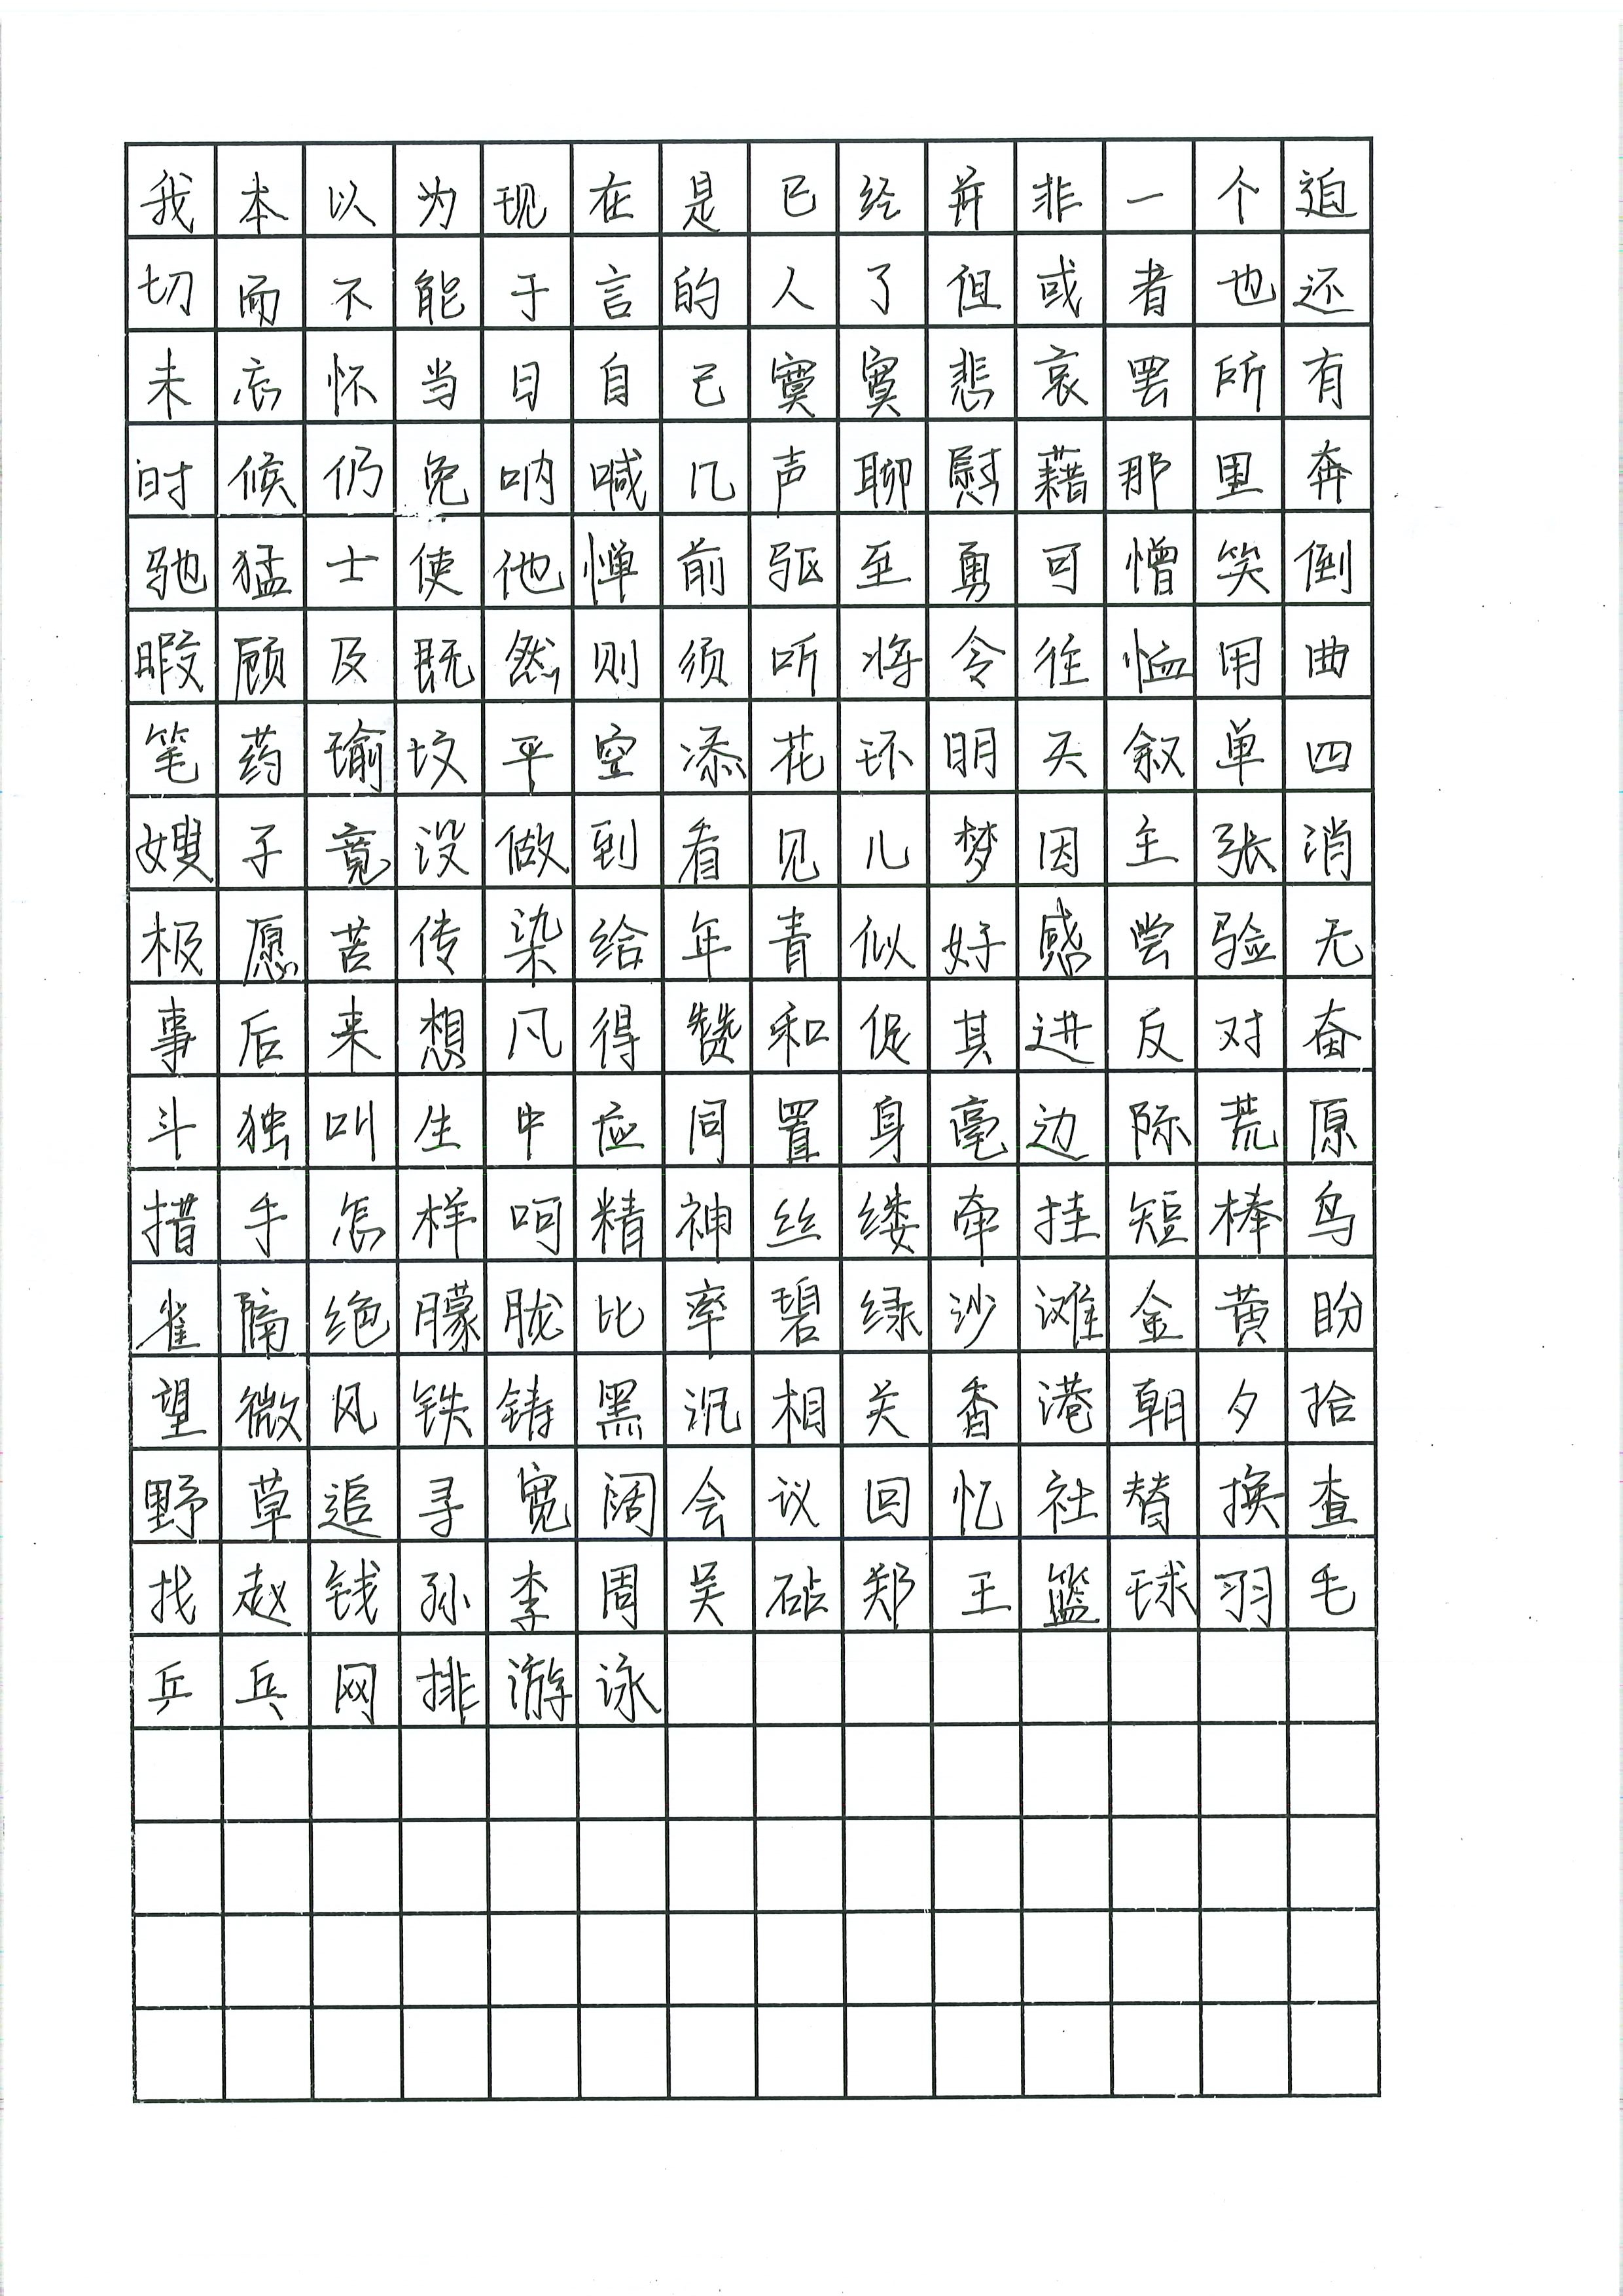 我本以为现在是已经并非一个迫
切而不能于言的人了但或者也还
未忘怀当日自己寞寞悲哀罢所有
时候仍免呐喊几声聊慰藉那里奔
驰猛士使他惮前驱至勇可憎笑倒
暇顾及既然则须听将令往恤用曲
笔药瑜坟平空添花环明天叙单四
嫂子竟没做到看见儿梦因主张消
极愿苦传染给年青似好感尝验无
事后来想凡得赞和促其进反对奋
斗独叫生中应同置身毫边际荒原
措手怎样呵精神丝缕牵挂短棒鸟
雀隔绝朦胧比率碧绿沙滩金黄盼
望微风铁铸黑沉相关香港朝夕拾
野草追寻宽阔会议回忆社替换查
找赵钱孙李周吴砧郑王篮球羽毛
乒乓网排游泳